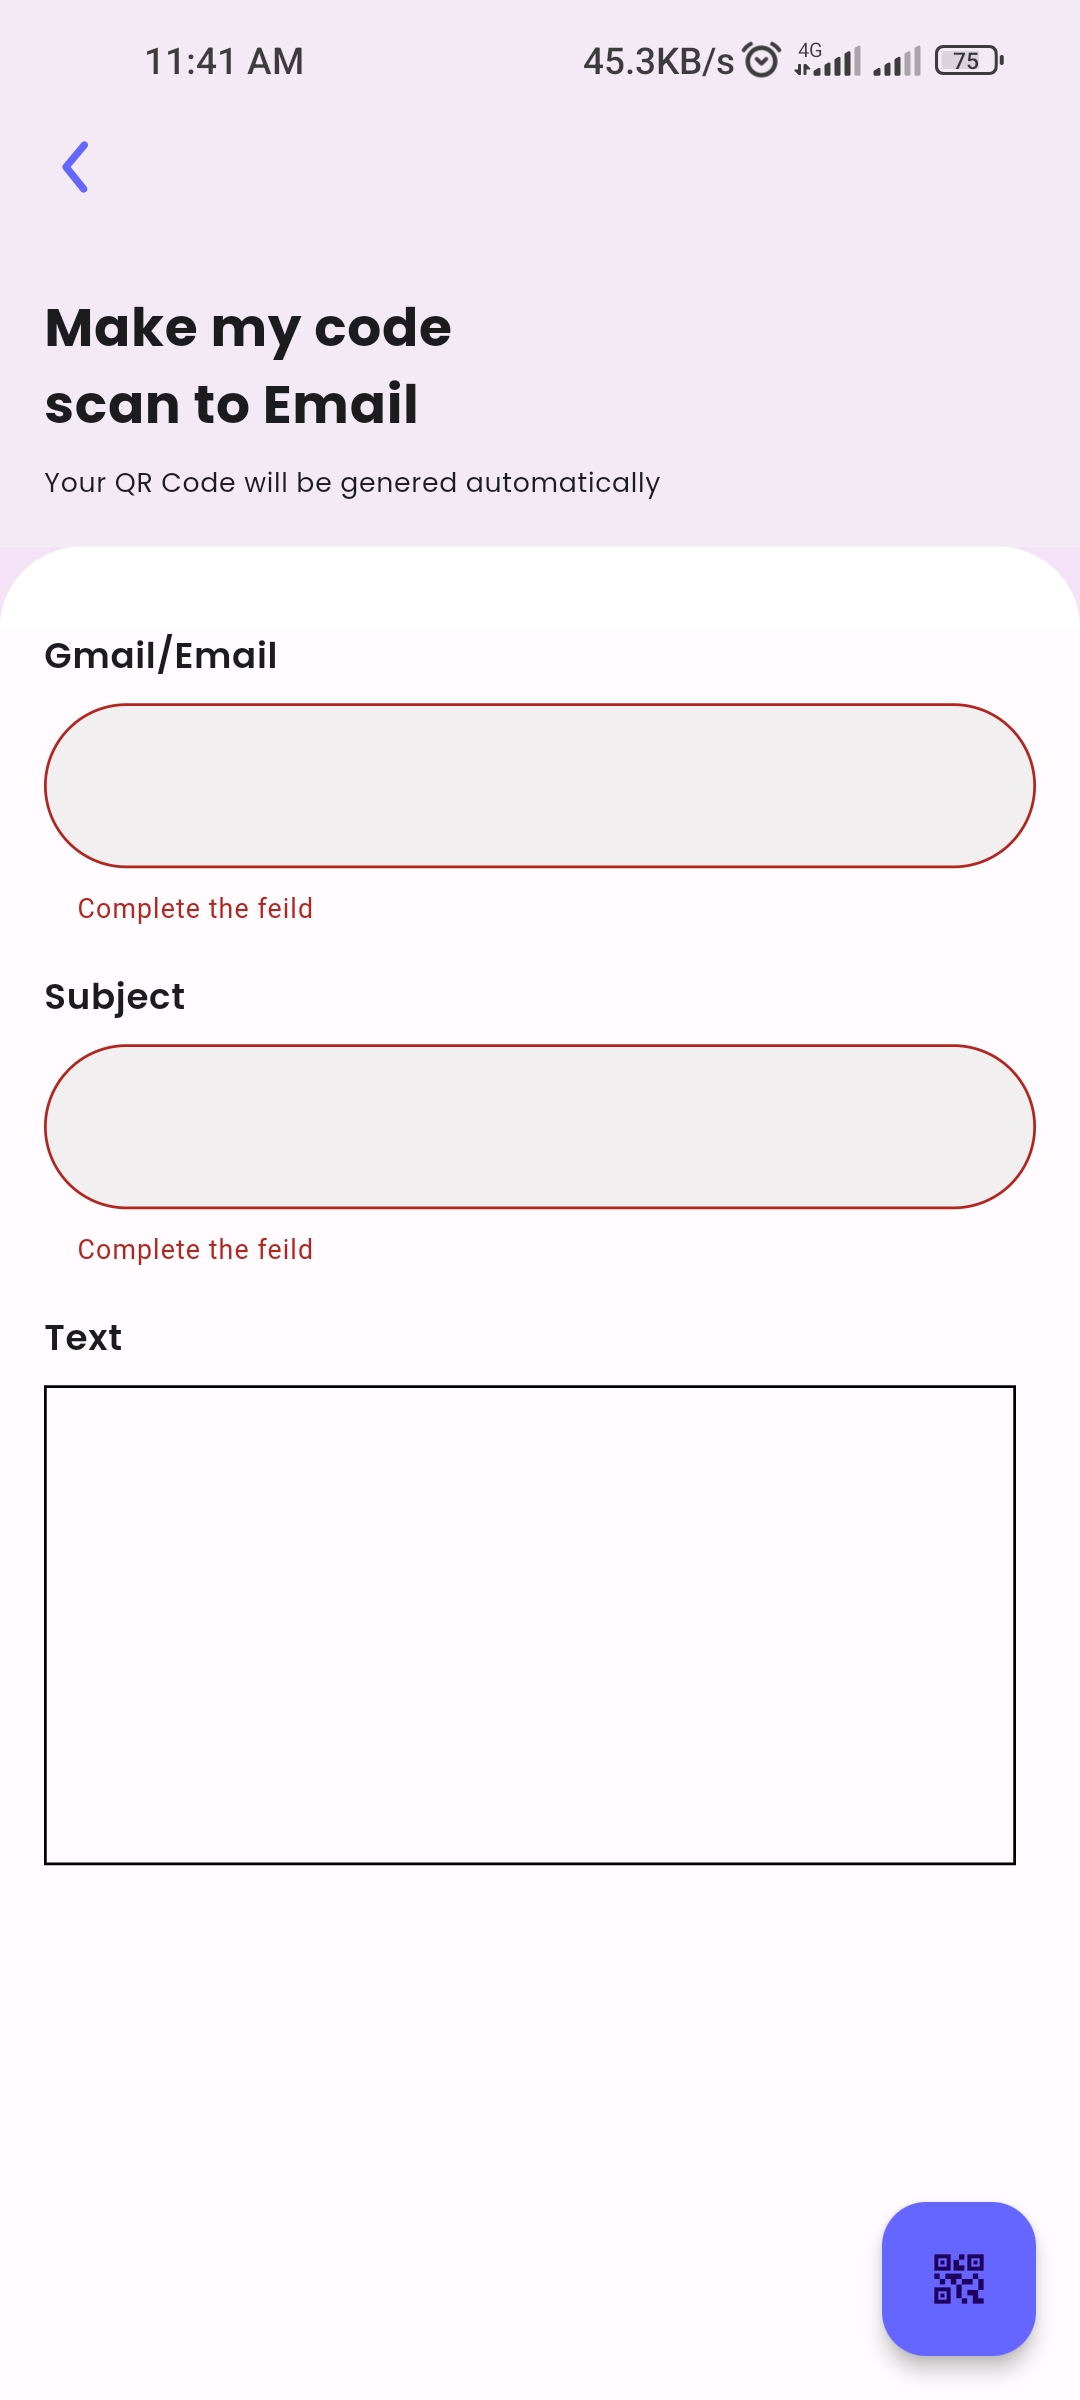 11:41 AM 45.3KB/s 4G 75
Make my code
scan to Email
Your QR Code will be genered automatically
Gmail/Email
Complete the feild
Subject
Complete the feild
Text